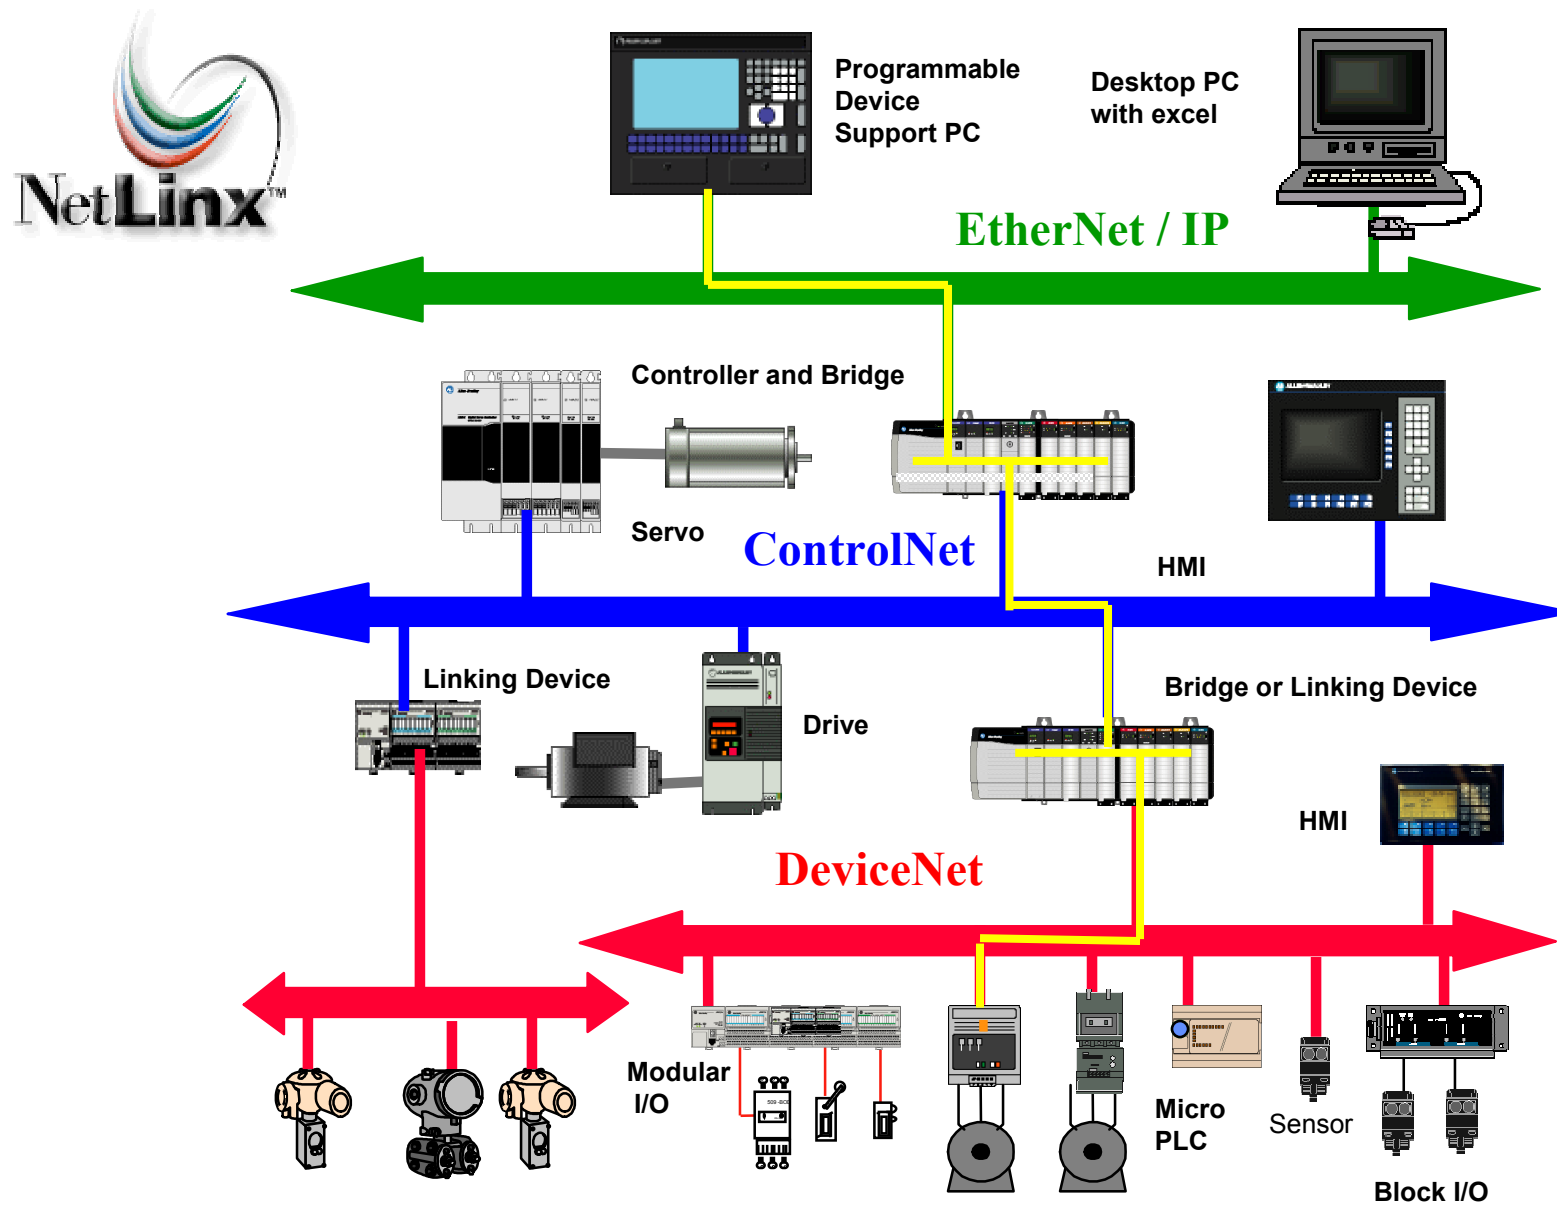 NetLinx™
Programmable
Device
Support PC
Desktop PC
with excel
EtherNet / IP
Controller and Bridge
Servo
ControlNet
HMI
Linking Device
Drive
Bridge or Linking Device
HMI
DeviceNet
Modular
I/O
Micro
PLC
Sensor
Block I/O